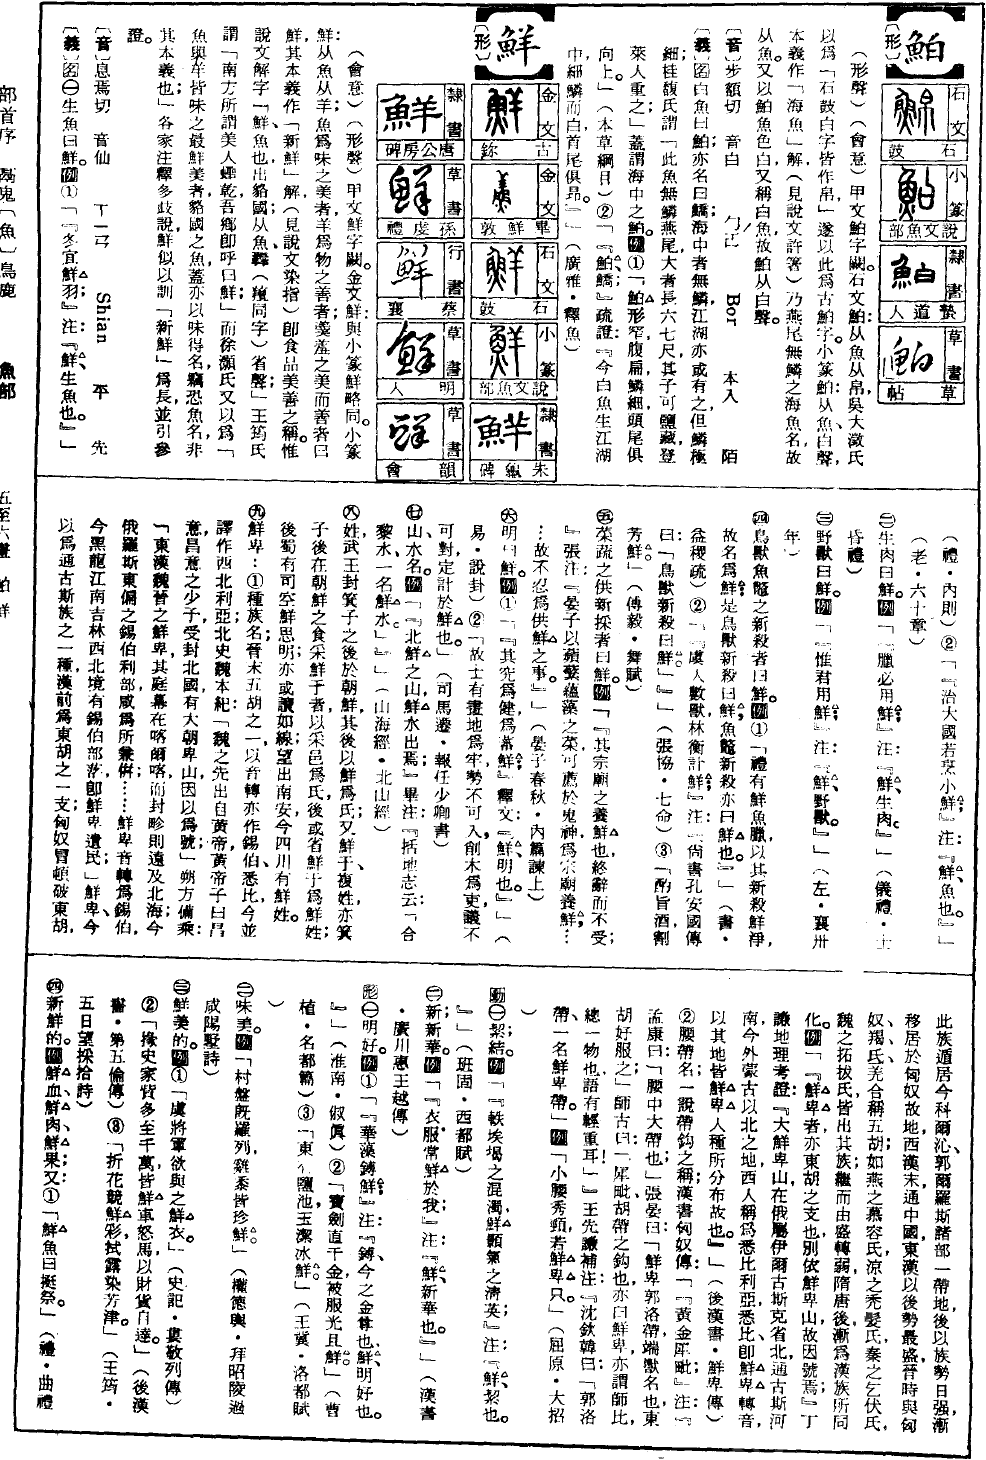 鮊
〔形〕
石文
石鼓
小篆
說文魚部
隸書
蟄道人
草書
草帖
(形聲)(會意)甲文鮊字闕。石文鮊:从魚从帛,吳大澂氏
以爲「石鼓白字皆作帛」遂以此爲古鮊字。小篆鮊:从魚,白聲,
本義作「海魚」解(見說文許箸)乃燕尾無鱗之海魚名,故
从魚。又以鮊魚色白,又稱白魚,故鮊从白聲。
〔音〕步額切 音白 ㄅㄛˊ Bor 本入 陌
〔義〕名白魚曰鮊,亦名曰鱎,海中者無鱗,江湖亦或有之,但鱗極
細;桂馥氏謂「此魚無鱗燕尾,大者長六七尺,其子可鹽藏,登
萊人重之」蓋謂海中之鮊。例①「鮊形窄腹扁,鱗細,頭尾俱
向上。」(本草綱目)②「『鮊,鱎。』疏證:『今白魚生江湖
中,細鱗而白,首尾俱昂。』」(廣雅‧釋魚)
鮮
〔形〕
金文
古鉨
金文
畢鮮敦
石文
石鼓
小篆
說文魚部
隸書
朱龜碑
隸書
唐公房碑
草書
孫虔禮
行書
蔡襄
草書
明人
草書
韻會
(會意)(形聲)甲文鮮字闕。金文鮮與小篆鮮略同。小篆
鮮:从魚从羊,魚爲味之美者,羊爲物之善者;羹羞之美而善者曰
鮮,其本義作「新鮮」解(見說文染指)卽食品美善之稱。惟
說文解字「鮮,魚也,出貉國,从魚,羴(羶同字)省聲」王筠氏
謂「南方所謂美人蟶乾,吾鄉卽呼曰鮮」而徐灝氏又以爲「
魚與羊皆味之最鮮美者,貉國之魚,蓋亦以味得名,竊恐魚名非
其本義也」各家注釋多歧說,鮮似以訓「新鮮」爲長,並引參
證。
〔音〕息焉切 音仙 ㄒㄧㄢ Shian 平 先
〔義〕名㊀生魚曰鮮。例①「『冬宜鮮羽。』注:『鮮,生魚也。』」
(禮‧內則)②「『治大國若烹小鮮。』注:『鮮,魚也。』」
(老‧六十章)
㊁生肉曰鮮。例「『臘必用鮮。』注:『鮮,生肉。』」(儀禮‧士
昏禮)
㊂野獸曰鮮。例「『惟君用鮮。』注:『鮮,野獸。』」(左‧襄卅
年)
㊃鳥獸魚鼈之新殺者曰鮮。例①「禮有鮮魚腊,以其新殺鮮淨,
故名爲鮮;是鳥獸新殺曰鮮,魚鼈新殺亦曰鮮也。」(書‧
益稷疏)②「『虞人數獸,林衡計鮮。』注:『尚書孔安國傳
曰:「鳥獸新殺曰鮮」。』」(張協‧七命)③「酌旨酒,割
芳鮮」(傅毅‧舞賦)
㊄菜蔬之供新採者曰鮮。例「『其宗廟之養鮮也,終辭而不受。
』張注:『晏子以蘋蘩蘊藻之菜可薦於鬼神,爲宗廟養鮮…
…故不忍爲供鮮之事。』」(晏子春秋‧內篇諫上)
㊅明曰鮮。例①「『其究爲健,爲蕃鮮。』釋文:『鮮,明也。』」(
易‧說卦)②「故士有畫地爲牢,勢不可入,削木爲吏,議不
可對,定計於鮮也。」(司馬遷‧報任少卿書)
㊆山、水名。例「『北鮮之山,鮮水出焉。』畢注:『括地志云「合
黎水,一名鮮水。」』」(山海經‧北山經)
㊇姓,武王封箕子之後於朝鮮,其後以鮮爲氏;又鮮于複姓,亦箕
子後,在朝鮮之食采鮮于者,以采邑爲氏,後或省鮮于爲鮮姓;
後蜀有司空鮮思明;亦或讀如線,望出南安;今四川有鮮姓。
㊈鮮卑:①種族名,晉末五胡之一;以音轉亦作錫伯、悉比,今並
譯作西北利亞;北史魏本紀「魏之先出自黃帝,黃帝子曰昌
意,昌意之少子,受封北國,有大朝卑山,因以爲號」朔方備乘:
「東漢魏晉之鮮卑,其庭幕在喀爾喀,而封畛則遠及北海;今
俄羅斯東偏之錫伯利部,咸爲所兼倂;……鮮卑音轉爲錫伯,
今黑龍江南吉林西北境有錫伯部落,卽鮮卑遺民」鮮卑,今
以爲通古斯族之一種,漢前爲東胡之一支;匈奴冒頓破東胡,
此族遁居今科爾沁、郭爾羅斯諸部一帶地,後以族勢日强,漸
移居於匈奴故地;西漢末通中國,東漢以後勢最盛;晉時與匈
奴、羯、氐、羌合稱五胡;如燕之慕容氏,涼之禿髮氏,秦之乞伏氏,
魏之拓拔氏皆出其族;繼而由盛轉弱,隋唐後漸爲漢族所同
化。例「『鮮卑者,亦東胡之支也,別依鮮卑山,故因號焉。』丁
謙地理考證:『大鮮卑山在俄屬伊爾古斯克省北,通古斯河
南,今外蒙古以北之地,西人稱爲悉比利亞,悉比卽鮮卑轉音,
以其地皆鮮卑人種所分布故也。』」(後漢書‧鮮卑傳)
②腰帶名,一說帶鈎之稱;漢書匈奴傳:「『黃金犀毗』注:『
孟康曰:「腰中大帶也」張晏曰:「鮮卑郭洛帶,瑞獸名也,東
胡好服之」師古曰:「犀毗,胡帶之鈎也,亦曰鮮卑,亦謂師比,
總一物也,語有輕重耳」』王先謙補注:『沈欽韓曰:「郭洛
帶一名鮮卑帶」。例「小腰秀頸,若鮮卑只。」(屈原‧大招
)
動㊀絜結。例「『軼埃堨之混濁,鮮顥氣之清英。』注:『鮮,絜也。
』」(班固‧西都賦)
㊁新;新華。例「『衣服常鮮於我。』注:『鮮,新華也。』」(漢書
‧廣川惠王越傳)
形㊀明好。例①「『華漢鎛鮮。』注:『鎛,今之金尊也;鮮,明好也。
』」(淮南‧俶眞)②「寶劍直千金,被服光且鮮。」(曹
植‧名都篇)③「東有鹽池,玉潔冰鮮。」(王廙‧洛都賦
)
㊁味美。例「村盤旣羅列,雞黍皆珍鮮」(權德輿‧拜昭陵過
咸陽墅詩)
㊂鮮美的。例①「虞將軍欲與之鮮衣。」(史記‧婁敬列傳)
②「掾史家貲多至千萬,皆鮮車怒馬,以財貨自達。」(後漢
書‧第五倫傳)③「折花競鮮彩,拭露染芳津。」(王筠‧
五日望採拾詩)
㊃新鮮的。例鮮血、鮮肉、鮮果;又①「鮮魚曰脡祭。」(禮‧曲禮
部首序 魚部